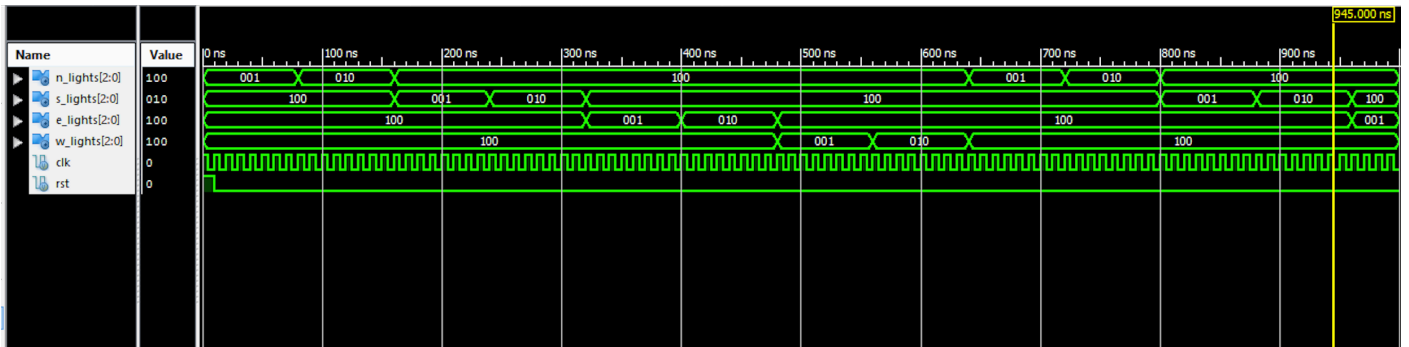 945.000 ns
Name Value 0 ns 100 ns 200 ns 300 ns 400 ns 500 ns 600 ns 700 ns 800 ns 900 ns
n_lights[2:0] 100 001 010 100 001 010 100
s_lights[2:0] 010 100 001 010 100 001 010 100
e_lights[2:0] 100 100 001 010 100 001
w_lights[2:0] 100 100 001 010 100
clk 0
rst 0